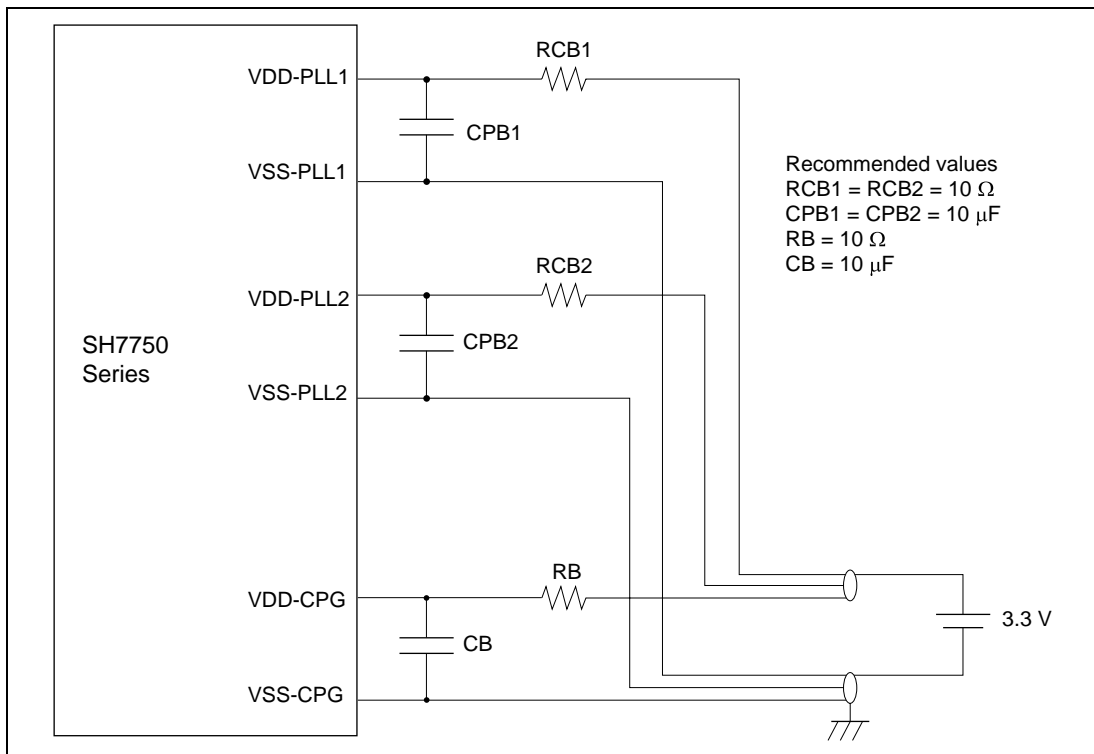 RCB1
VDD-PLL1
CPB1
VSS-PLL1
Recommended values
RCB1 = RCB2 = 10 Ω
CPB1 = CPB2 = 10 μF
RB = 10 Ω
CB = 10 μF
RCB2
VDD-PLL2
CPB2
SH7750
Series
VSS-PLL2
RB
VDD-CPG
3.3 V
CB
VSS-CPG